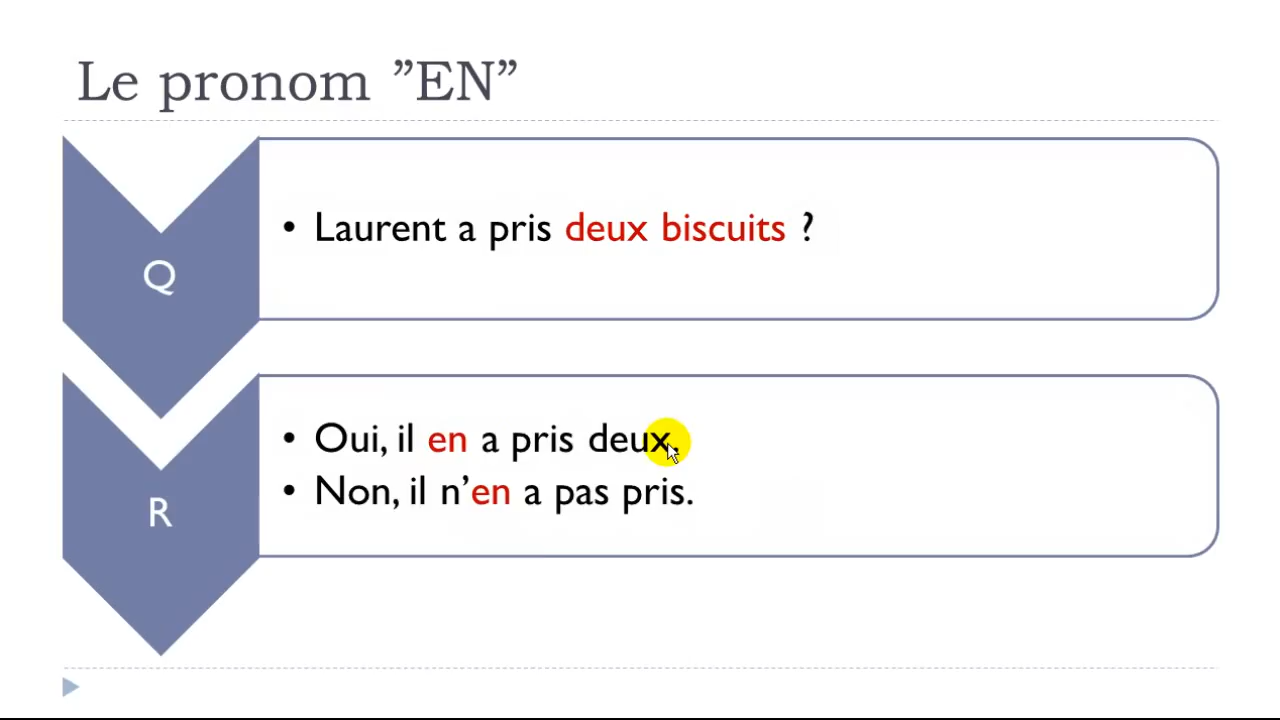 Le pronom ”EN”
Q
• Laurent a pris deux biscuits ?
R
• Oui, il en a pris deux.
• Non, il n’en a pas pris.